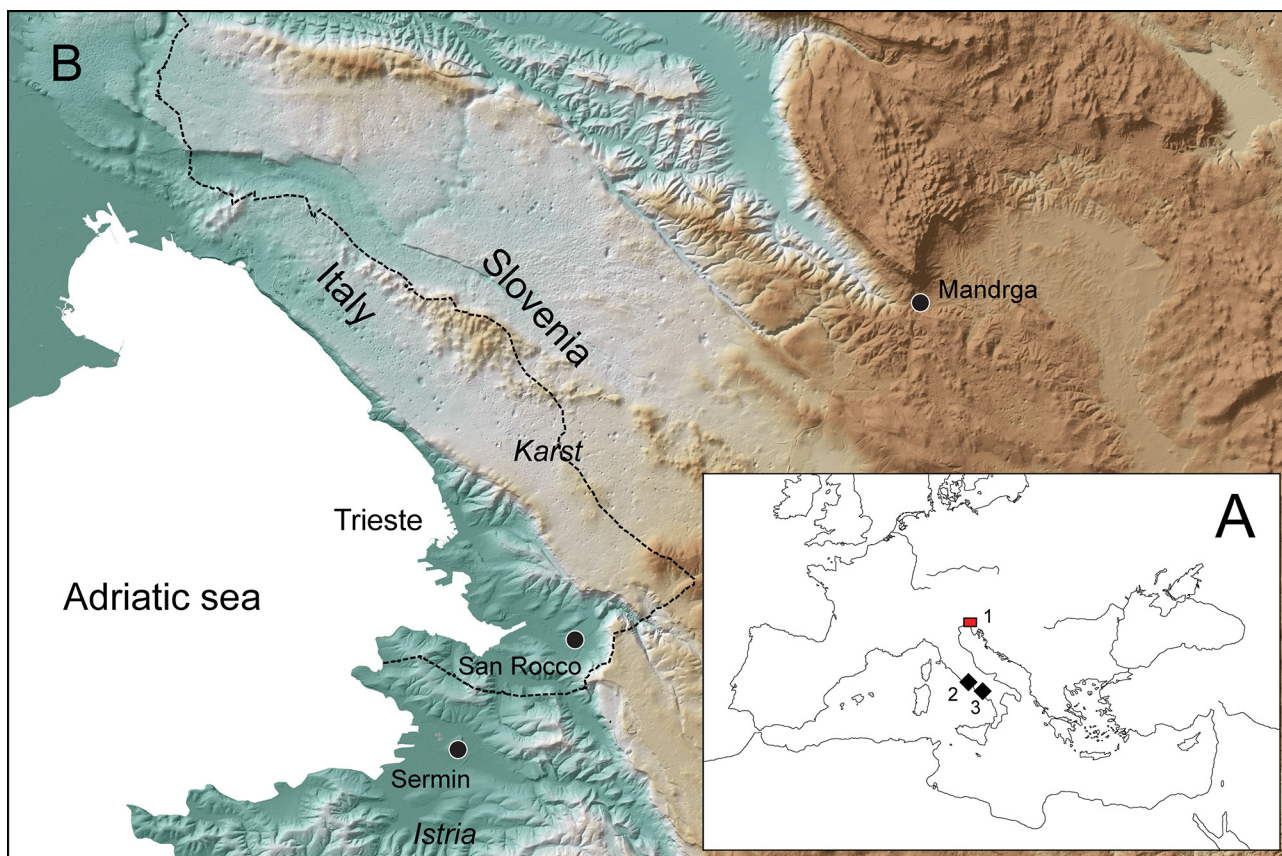 B
Italy
Slovenia
Mandrga
Karst
Trieste
Adriatic sea
San Rocco
Sermin
Istria
A
1
2
3